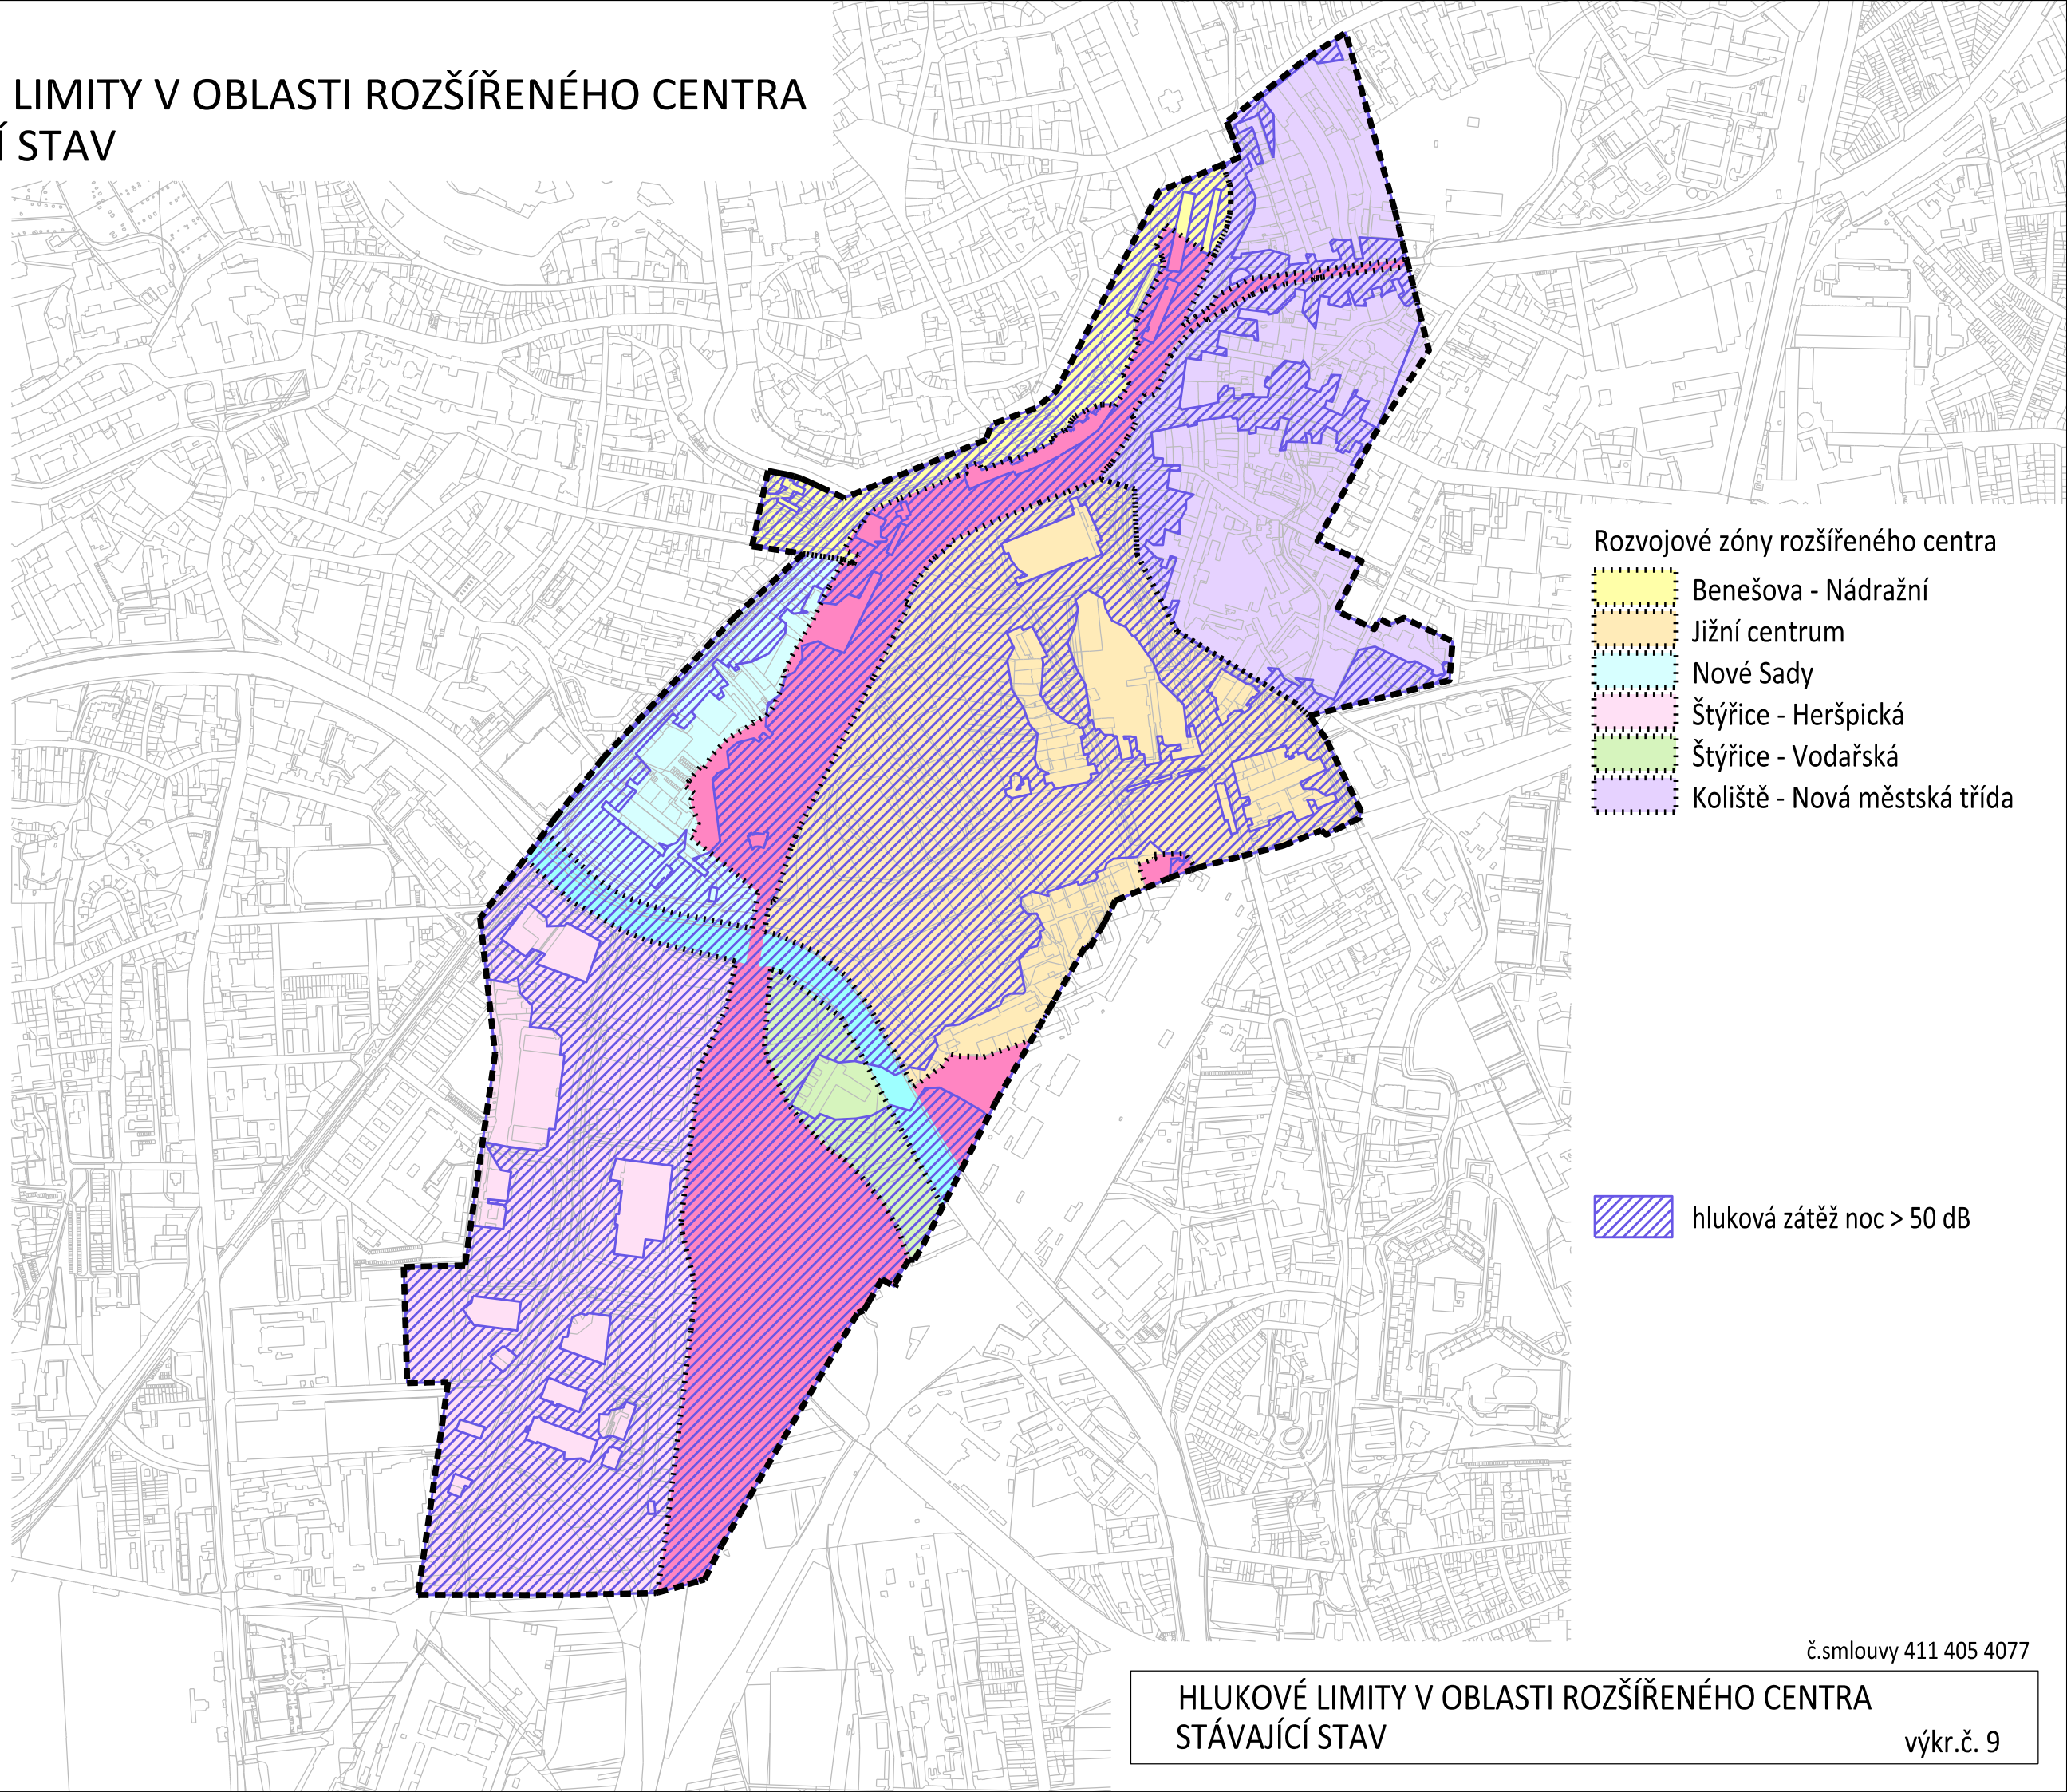 LIMITY V OBLASTI ROZŠÍŘENÉHO CENTRA
Í STAV
Rozvojové zóny rozšířeného centra
Benešova - Nádražní
Jižní centrum
Nové Sady
Štýřice - Heršpická
Štýřice - Vodařská
Koliště - Nová městská třída
hluková zátěž noc > 50 dB
č.smlouvy 411 405 4077
HLUKOVÉ LIMITY V OBLASTI ROZŠÍŘENÉHO CENTRA
STÁVAJÍCÍ STAV
výkr.č. 9